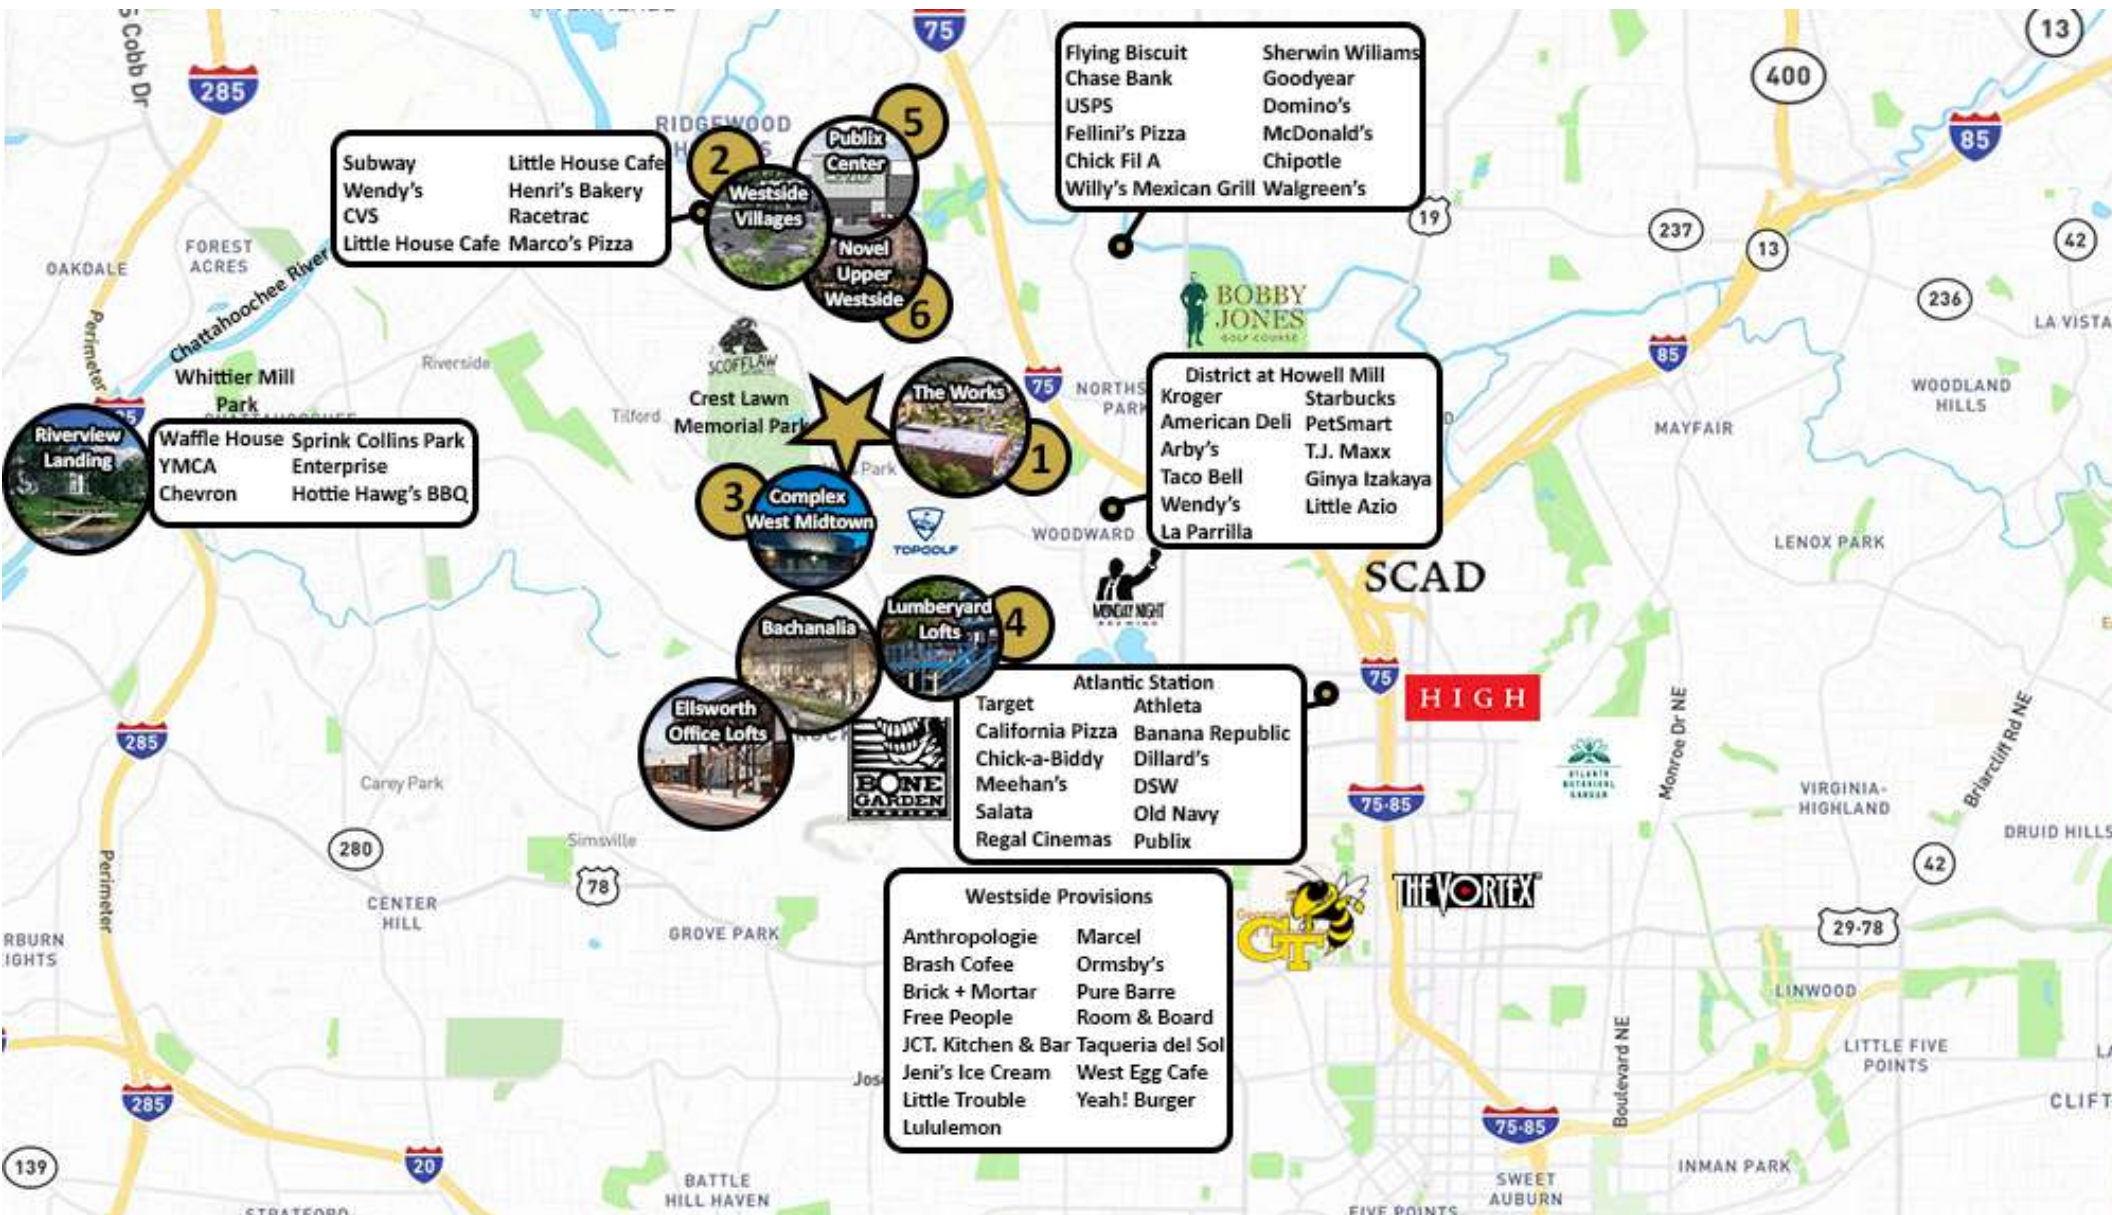 S Cobb Dr
285
75
13
400
85
RIDGEWOOD
Flying Biscuit
Chase Bank
USPS
Fellini's Pizza
Chick Fil A
Willy's Mexican Grill
Sherwin Wiliams
Goodyear
Domino's
McDonald's
Chipotle
Walgreen's
Subway
Wendy's
CVS
Little House Cafe
Little House Cafe
Henri's Bakery
Racetrac
Marco's Pizza
2
Westside
Villages
5
Publix
Center
Novel
Upper
Westside
6
19
237
13
42
236
LA VISTA
OAKDALE
FOREST
ACRES
Chattahoochee River
Perimeter
Whittier Mill
Park
Riverside
Tilford
SCOFFLAW
Crest Lawn
Memorial Park
The Works
1
75
BOBBY
JONES
GOLF COURSE
85
MAYFAIR
WOODLAND
HILLS
Riverview
Landing
Waffle House
YMCA
Chevron
Sprink Collins Park
Enterprise
Hottie Hawg's BBQ
3
Complex
West Midtown
Park
TOPGOLF
WOODWARD
District at Howell Mill
Kroger
American Deli
Arby's
Taco Bell
Wendy's
La Parrilla
Starbucks
PetSmart
T.J. Maxx
Ginya Izakaya
Little Azio
LENOX PARK
SCAD
MONDAY NIGHT
BREWING
Bachanalia
Lumberyard
Lofts
4
Ellsworth
Office Lofts
BONE
GARDEN
Atlantic Station
Target
California Pizza
Chick-a-Biddy
Meehan's
Salata
Regal Cinemas
Athleta
Banana Republic
Dillard's
DSW
Old Navy
Publix
75
HIGH
ATLANTA
BOTANICAL
GARDEN
Monroe Dr NE
Briarcliff Rd NE
285
Carey Park
75-85
VIRGINIA-
HIGHLAND
DRUID HILLS
280
Simsville
78
42
Perimeter
CENTER
HILL
GROVE PARK
Westside Provisions
Anthropologie
Brash Cofee
Brick + Mortar
Free People
JCT. Kitchen & Bar
Jeni's Ice Cream
Little Trouble
Lululemon
Marcel
Ormsby's
Pure Barre
Room & Board
Taqueria del Sol
West Egg Cafe
Yeah! Burger
GT
THE VORTEX
29-78
LINWOOD
LITTLE FIVE
POINTS
Boulevard NE
285
139
20
75-85
INMAN PARK
BATTLE
HILL HAVEN
SWEET
AUBURN
FIVE POINTS